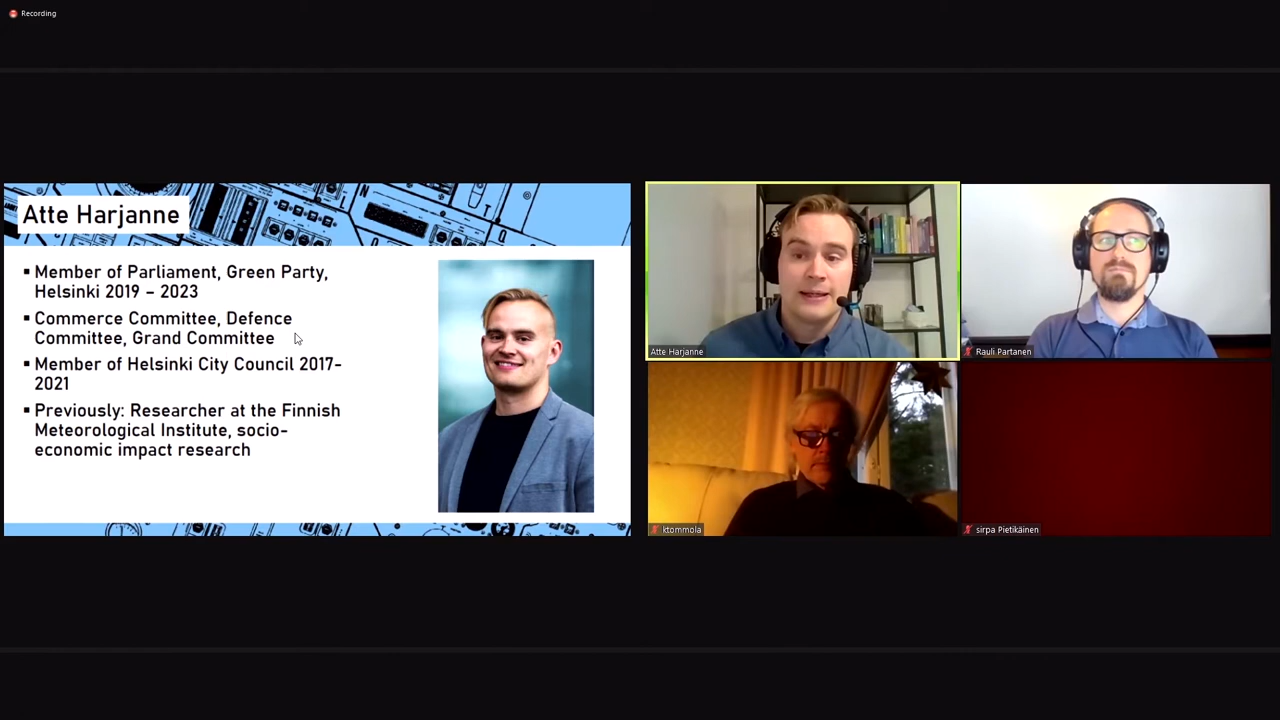 Recording
Atte Harjanne
▪ Member of Parliament, Green Party,
Helsinki 2019 – 2023
▪ Commerce Committee, Defence
Committee, Grand Committee
▪ Member of Helsinki City Council 2017-
2021
▪ Previously: Researcher at the Finnish
Meteorological Institute, socio-
economic impact research
Atte Harjanne
Rauli Partanen
ktommola
sirpa Pietikäinen